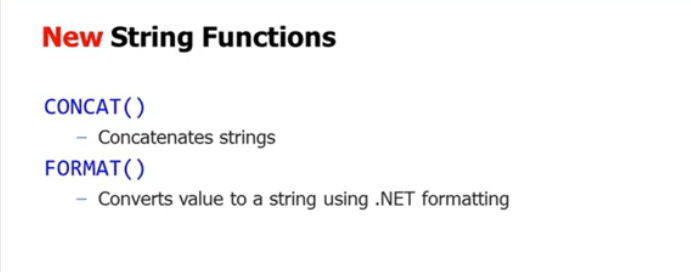 New String Functions
CONCAT()
– Concatenates strings
FORMAT()
– Converts value to a string using .NET formatting